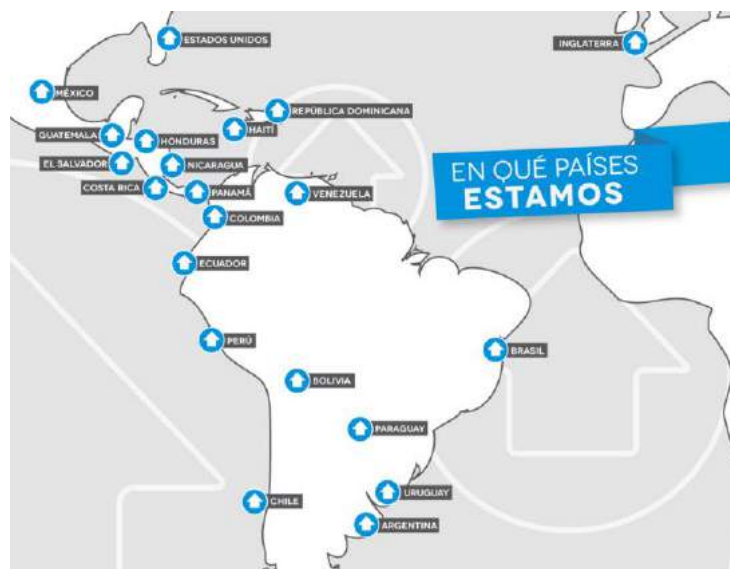 ESTADOS UNIDOS
INGLATERRA
MÉXICO
REPÚBLICA DOMINICANA
HAITÍ
GUATEMALA
HONDURAS
EL SALVADOR
NICARAGUA
COSTA RICA
PANAMÁ
VENEZUELA
EN QUÉ PAÍSES
ESTAMOS
COLOMBIA
ECUADOR
PERÚ
BRASIL
BOLIVIA
PARAGUAY
URUGUAY
CHILE
ARGENTINA